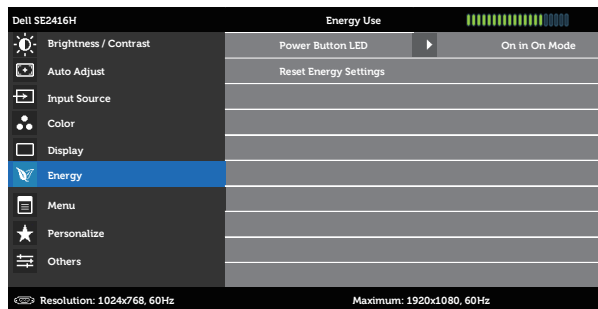 Dell SE2416H
Energy Use
Brightness / Contrast
Power Button LED
On in On Mode
Auto Adjust
Reset Energy Settings
Input Source
Color
Display
Energy
Menu
Personalize
Others
Resolution: 1024x768, 60Hz
Maximum: 1920x1080, 60Hz